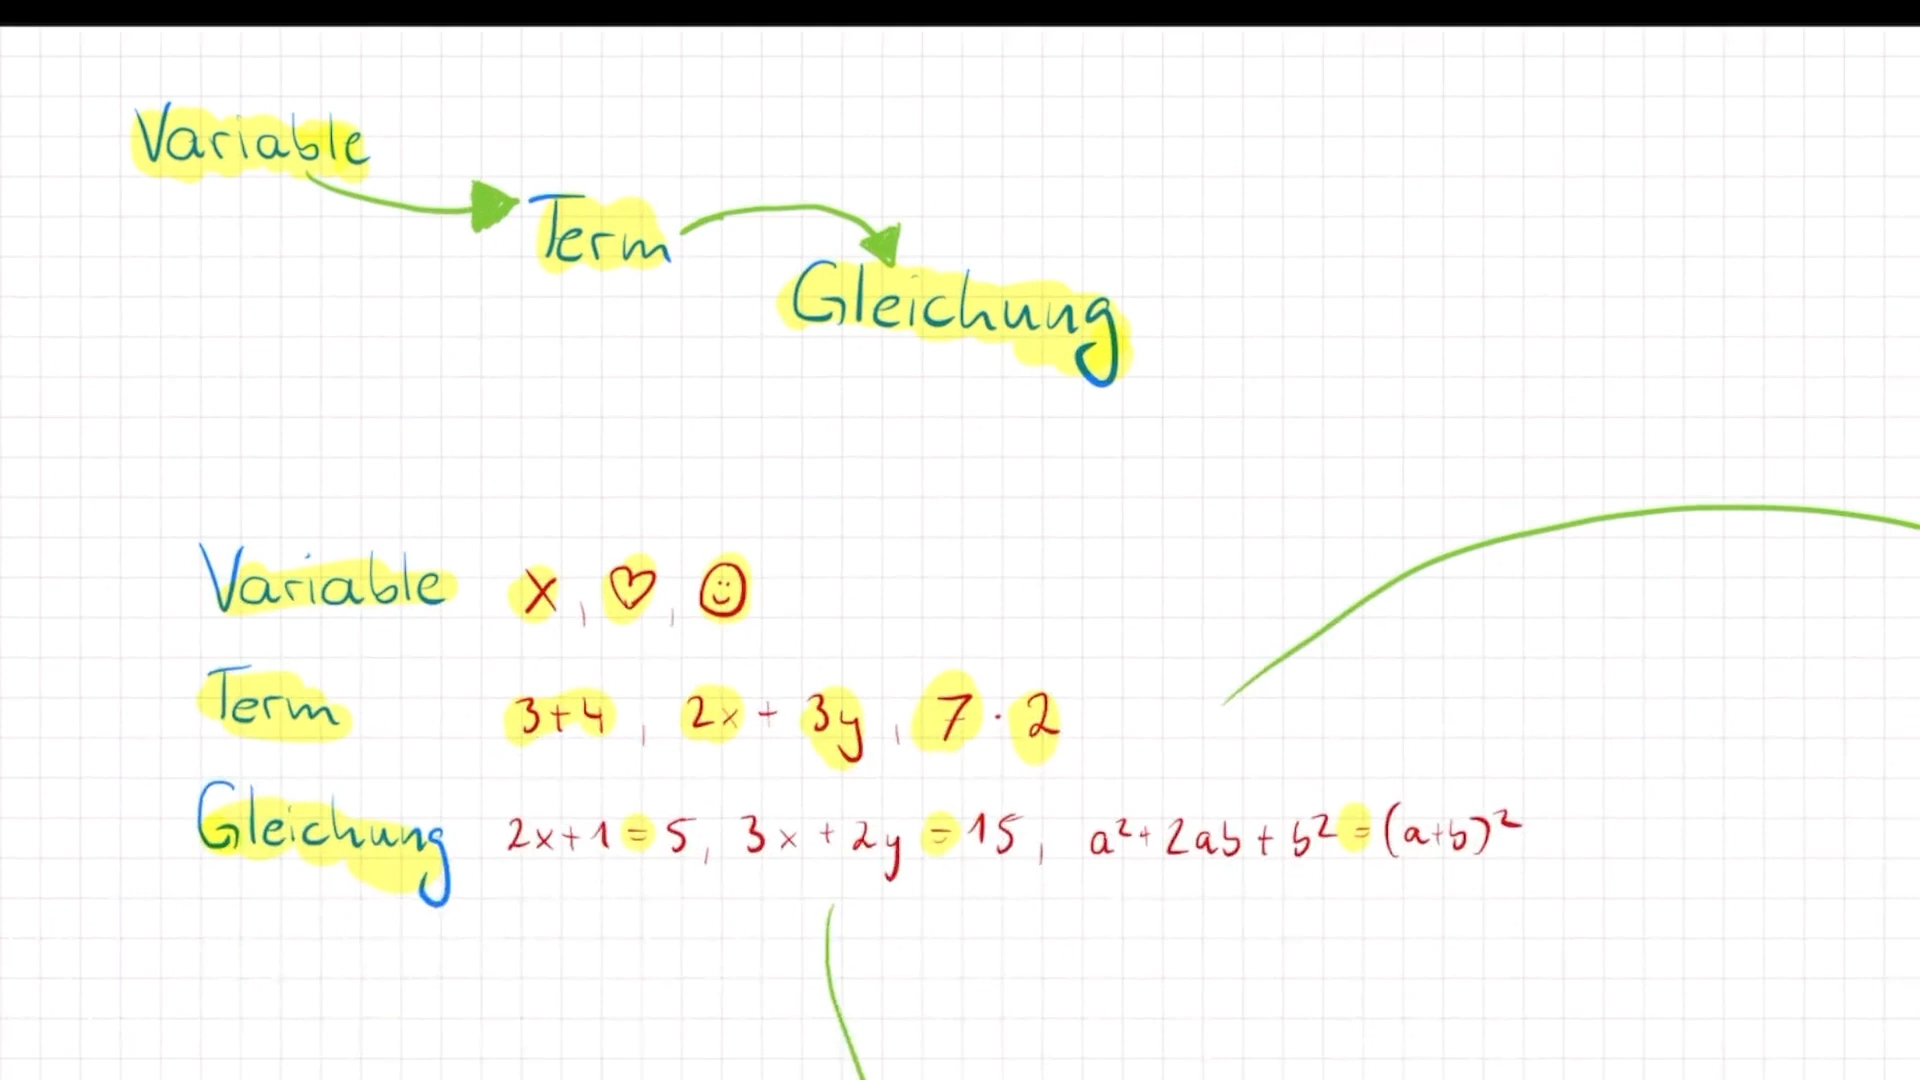 Variable
Term
Gleichung
Variable x, ♡, ☺
Term 3+4, 2x + 3y, 7 · 2
Gleichung 2x+1=5, 3x+2y=15, a²+2ab+b²=(a+b)²